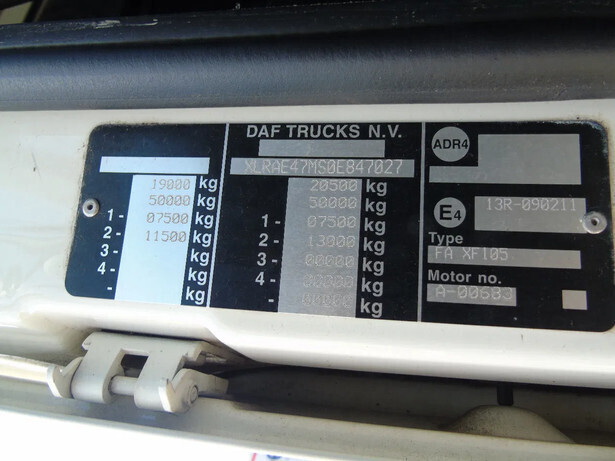 DAF TRUCKS N.V.
XLRAE47MS0E847027
19000 kg
50000 kg
1- 07500 kg
2- 11500 kg
3- kg
4- kg
- kg
20500 kg
50000 kg
1- 07500 kg
2- 13000 kg
3- 00000 kg
4- 00000 kg
- 00000 kg
ADR4
E4 13R-090211
Type
FA XF105
Motor no.
A-00683